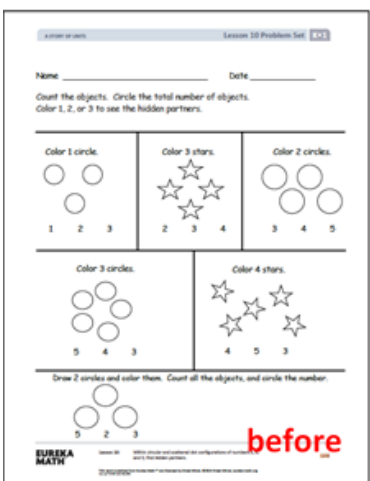 A STORY OF UNITS
Lesson 10 Problem Set
K•1
Name
Date
Count the objects. Circle the total number of objects.
Color 1, 2, or 3 to see the hidden partners.
Color 1 circle.
1 2 3
Color 3 stars.
2 3 4
Color 2 circles.
3 4 5
Color 3 circles.
5 4 3
Color 4 stars.
4 5 3
Draw 2 circles and color them. Count all the objects, and circle the number.
5 2 3
before
EUREKA
MATH
Lesson 10: